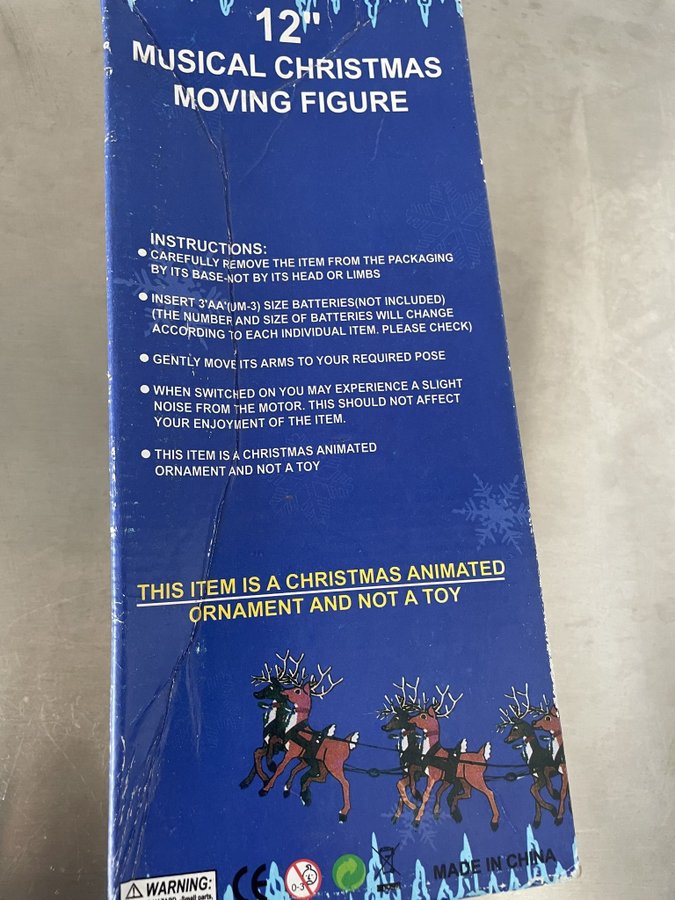 12"
MUSICAL CHRISTMAS
MOVING FIGURE
INSTRUCTIONS:
● CAREFULLY REMOVE THE ITEM FROM THE PACKAGING
BY ITS BASE-NOT BY ITS HEAD OR LIMBS
● INSERT 3'AA'(UM-3) SIZE BATTERIES(NOT INCLUDED)
(THE NUMBER AND SIZE OF BATTERIES WILL CHANGE
ACCORDING TO EACH INDIVIDUAL ITEM. PLEASE CHECK)
● GENTLY MOVE ITS ARMS TO YOUR REQUIRED POSE
● WHEN SWITCHED ON YOU MAY EXPERIENCE A SLIGHT
NOISE FROM THE MOTOR. THIS SHOULD NOT AFFECT
YOUR ENJOYMENT OF THE ITEM.
● THIS ITEM IS A CHRISTMAS ANIMATED
ORNAMENT AND NOT A TOY
THIS ITEM IS A CHRISTMAS ANIMATED
ORNAMENT AND NOT A TOY
WARNING:
Small parts,
CE
0-3
MADE IN CHINA